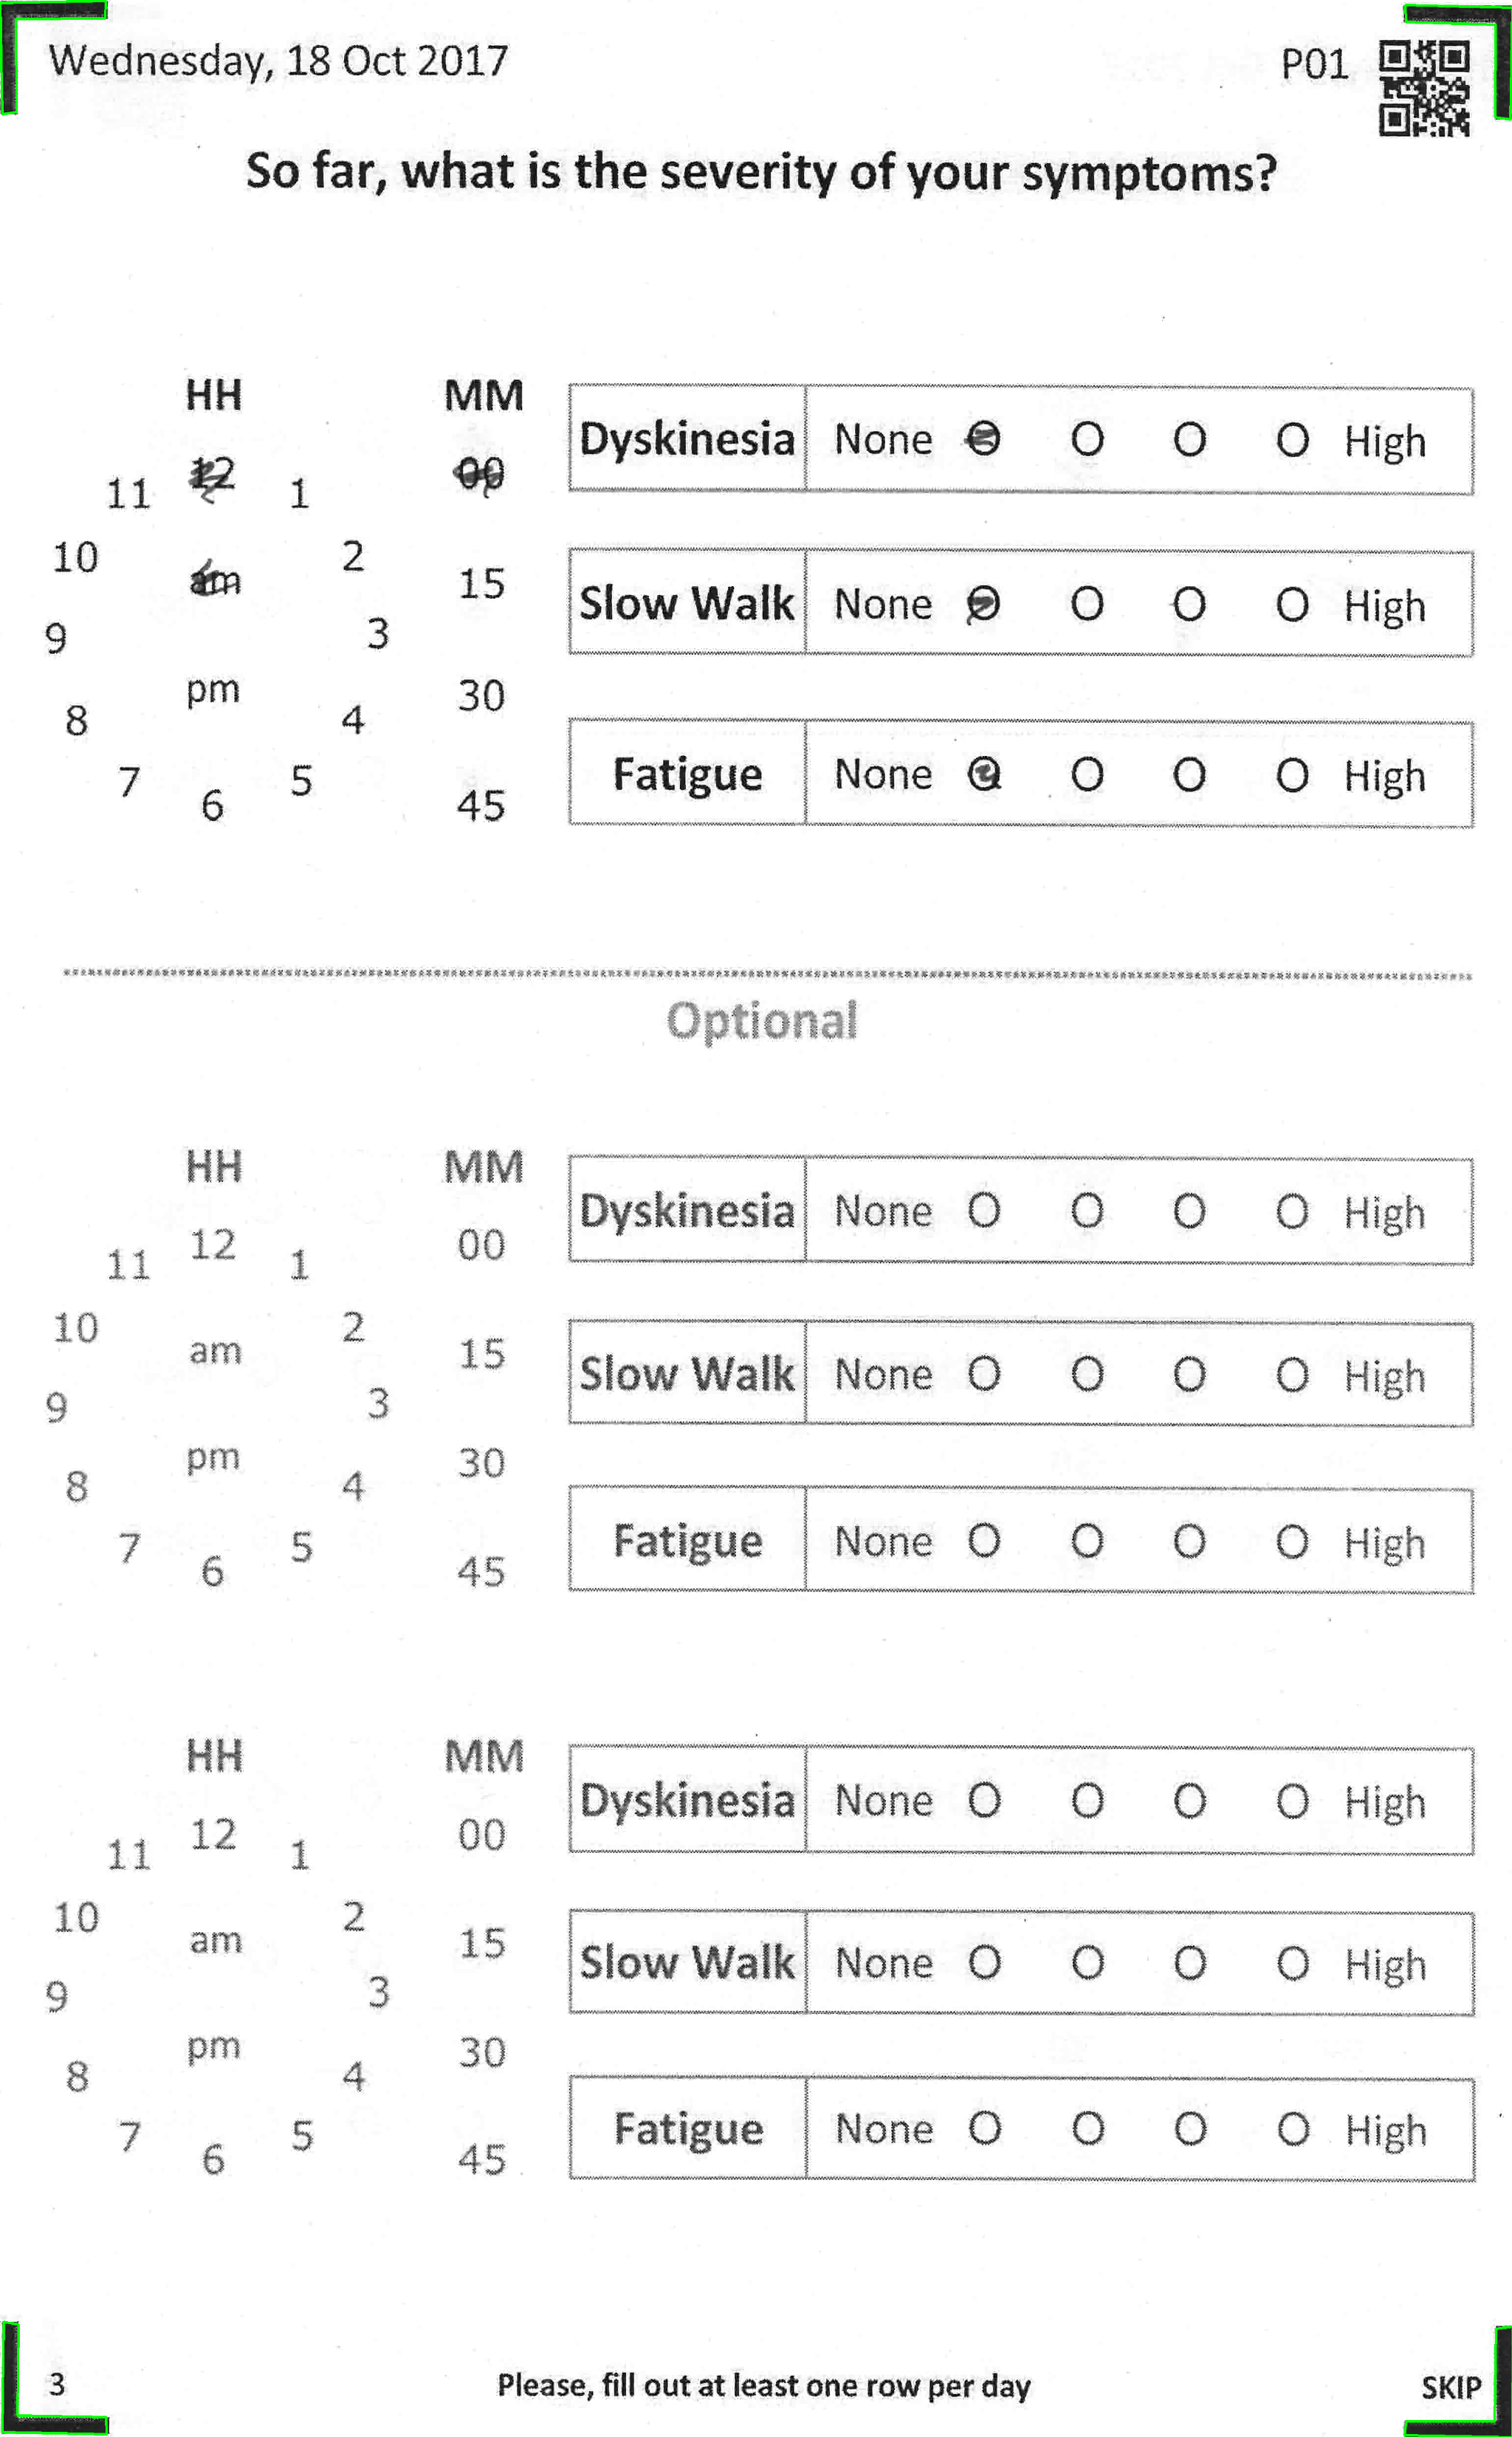 Wednesday, 18 Oct 2017 P01
So far, what is the severity of your symptoms?
HH MM
12 00
11 1
Dyskinesia None O O O O High
10 2
am 15
9 3
Slow Walk None O O O O High
pm 30
8 4
7 5
6 45
Fatigue None O O O O High
Optional
HH MM
12 00
11 1
Dyskinesia None O O O O High
10 2
am 15
9 3
Slow Walk None O O O O High
pm 30
8 4
7 5
6 45
Fatigue None O O O O High
HH MM
12 00
11 1
Dyskinesia None O O O O High
10 2
am 15
9 3
Slow Walk None O O O O High
pm 30
8 4
7 5
6 45
Fatigue None O O O O High
3 Please, fill out at least one row per day SKIP